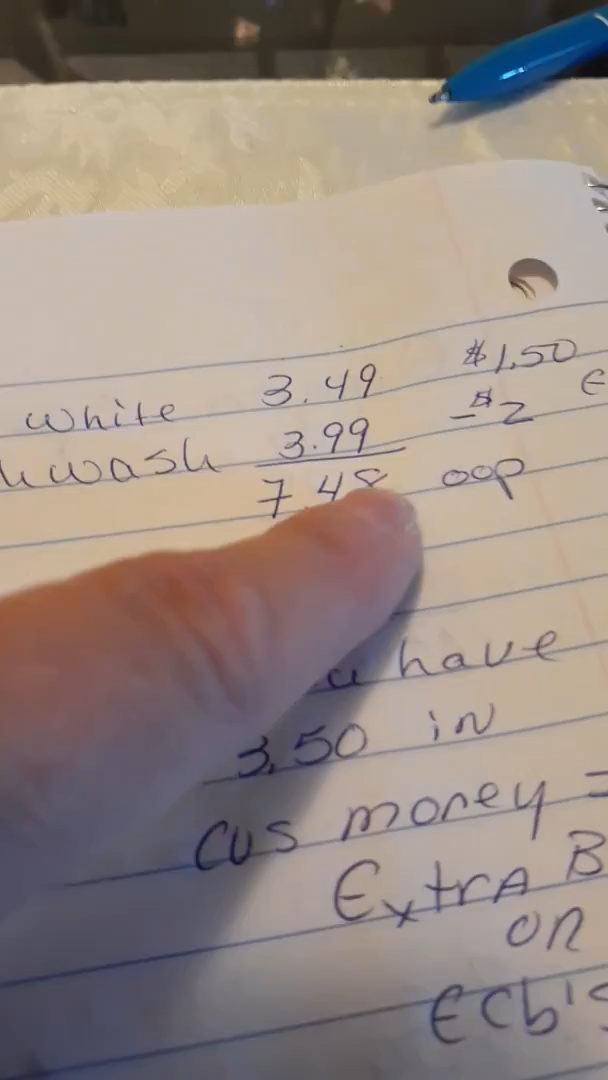 white 3.49 $1.50
wash 3.99 -$2 E
7.48 oop
have
3.50 in
CVS money =
ExtrA B
on
ECb's